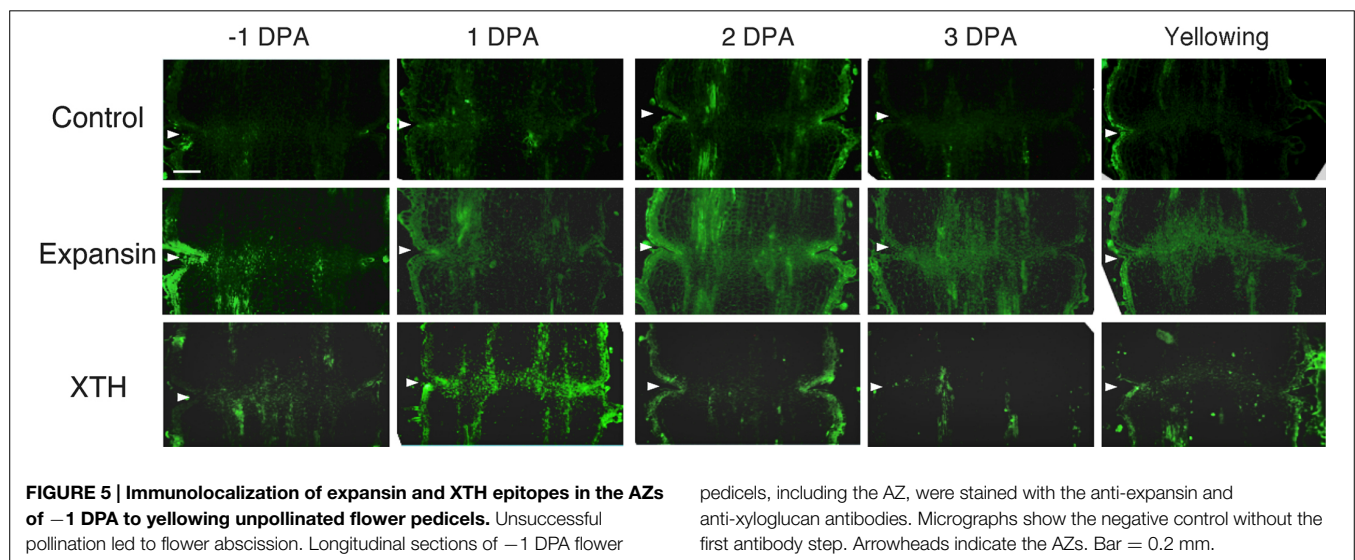 -1 DPA 1 DPA 2 DPA 3 DPA Yellowing
Control
Expansin
XTH
FIGURE 5 | Immunolocalization of expansin and XTH epitopes in the AZs
of −1 DPA to yellowing unpollinated flower pedicels. Unsuccessful
pollination led to flower abscission. Longitudinal sections of −1 DPA flower
pedicels, including the AZ, were stained with the anti-expansin and
anti-xyloglucan antibodies. Micrographs show the negative control without the
first antibody step. Arrowheads indicate the AZs. Bar = 0.2 mm.